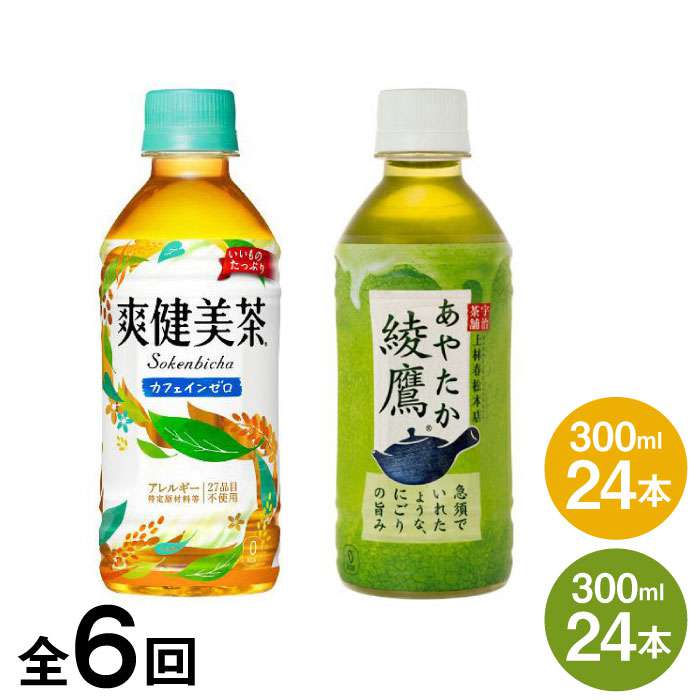 いいもの
たっぷり
爽健美茶
Sokenbicha
カフェインゼロ
アレルギー
特定原材料等
27品目
不使用
宇治
茶舗
上林春松本店
あやたか
綾鷹
®
急須で
いれた
ような、
にごり
の旨み
300ml
24本
300ml
24本
全6回